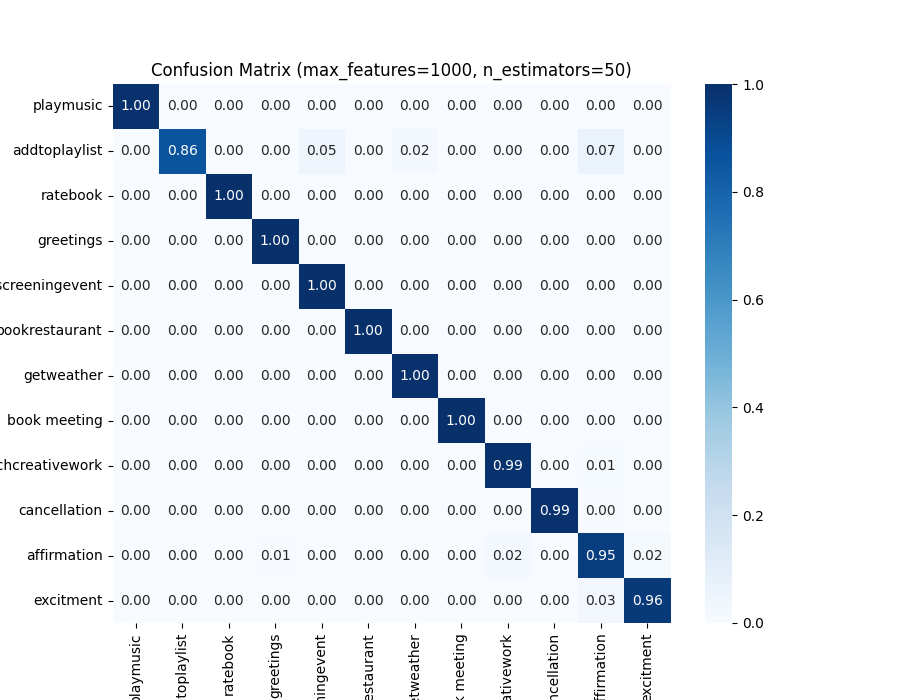 Confusion Matrix (max_features=1000, n_estimators=50)
playmusic 1.00 0.00 0.00 0.00 0.00 0.00 0.00 0.00 0.00 0.00 0.00 0.00
addtoplaylist 0.00 0.86 0.00 0.00 0.05 0.00 0.02 0.00 0.00 0.00 0.07 0.00
ratebook 0.00 0.00 1.00 0.00 0.00 0.00 0.00 0.00 0.00 0.00 0.00 0.00
greetings 0.00 0.00 0.00 1.00 0.00 0.00 0.00 0.00 0.00 0.00 0.00 0.00
screeningevent 0.00 0.00 0.00 0.00 1.00 0.00 0.00 0.00 0.00 0.00 0.00 0.00
bookrestaurant 0.00 0.00 0.00 0.00 0.00 1.00 0.00 0.00 0.00 0.00 0.00 0.00
getweather 0.00 0.00 0.00 0.00 0.00 0.00 1.00 0.00 0.00 0.00 0.00 0.00
book meeting 0.00 0.00 0.00 0.00 0.00 0.00 0.00 1.00 0.00 0.00 0.00 0.00
hcreativework 0.00 0.00 0.00 0.00 0.00 0.00 0.00 0.00 0.99 0.00 0.01 0.00
cancellation 0.00 0.00 0.00 0.00 0.00 0.00 0.00 0.00 0.00 0.99 0.00 0.00
affirmation 0.00 0.00 0.00 0.01 0.00 0.00 0.00 0.00 0.02 0.00 0.95 0.02
excitment 0.00 0.00 0.00 0.00 0.00 0.00 0.00 0.00 0.00 0.00 0.03 0.96
playmusic
toplaylist
ratebook
greetings
ningevent
estaurant
etweather
k meeting
ativework
ncellation
ffirmation
excitment
1.0
0.8
0.6
0.4
0.2
0.0